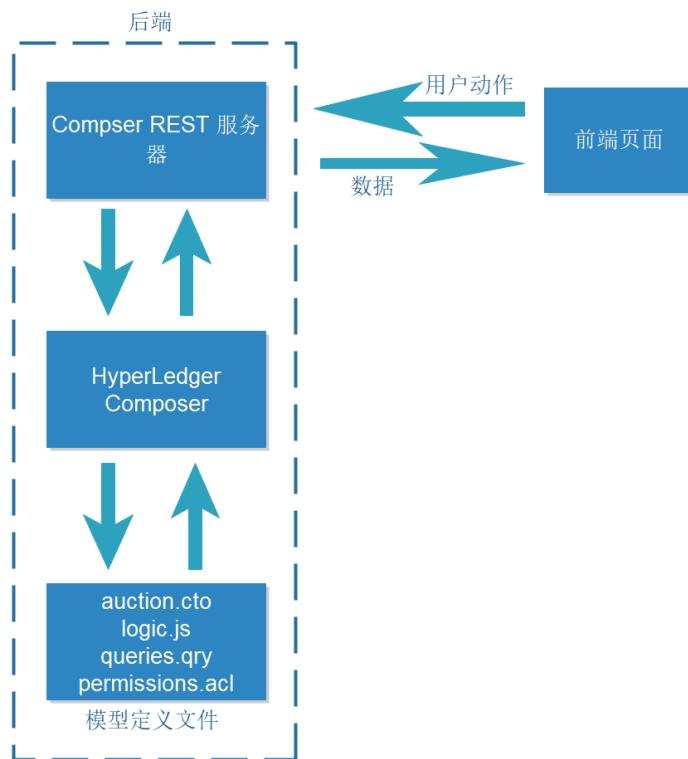 后端
Compser REST 服务
器
用户动作
前端页面
数据
HyperLedger
Composer
auction.cto
logic.js
queries.qry
permissions.acl
模型定义文件